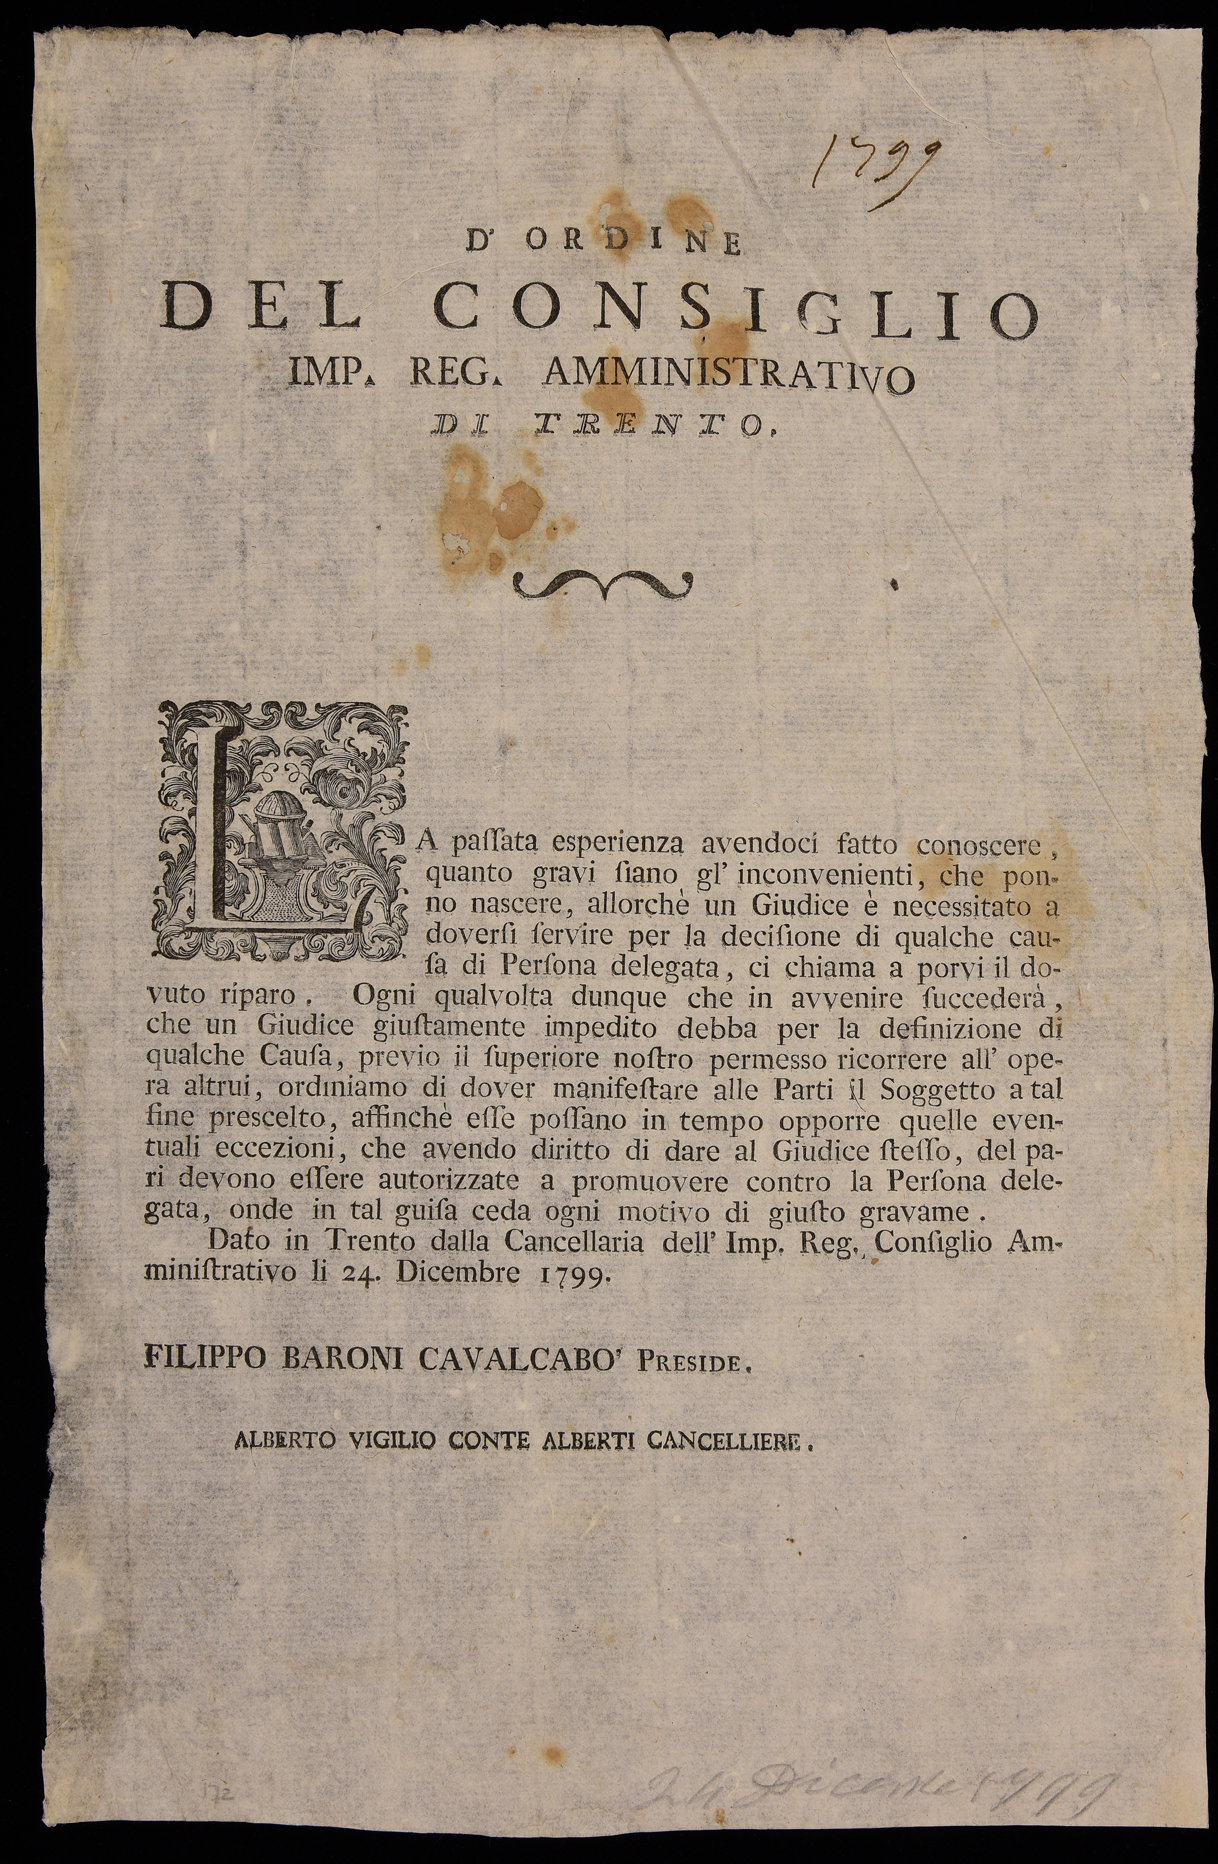 1799
D' ORDINE
DEL CONSIGLIO
IMP. REG. AMMINISTRATIVO
DI TRENTO.
LA paſſata esperienza avendoci fatto conoscere,
quanto gravi ſiano gl' inconvenienti, che pon-
no nascere, allorchè un Giudice è necessitato a
doverſi ſervire per la deciſione di qualche cau-
ſa di Perſona delegata, ci chiama a porvi il do-
vuto riparo. Ogni qualvolta dunque che in avvenire ſuccederà,
che un Giudice giuſtamente impedito debba per la definizione di
qualche Cauſa, previo il ſuperiore noſtro permesso ricorrere all' ope-
ra altrui, ordiniamo di dover manifeſtare alle Parti il Soggetto a tal
fine prescelto, affinchè eſſe poſſano in tempo opporre quelle even-
tuali eccezioni, che avendo diritto di dare al Giudice ſteſſo, del pa-
ri devono eſſere autorizzate a promuovere contro la Perſona dele-
gata, onde in tal guiſa ceda ogni motivo di giuſto gravame.
Dato in Trento dalla Cancellaria dell' Imp. Reg. Conſiglio Am-
miniſtrativo li 24. Dicembre 1799.
FILIPPO BARONI CAVALCABO' PRESIDE.
ALBERTO VIGILIO CONTE ALBERTI CANCELLIERE.
172
24 Dicembre 1799